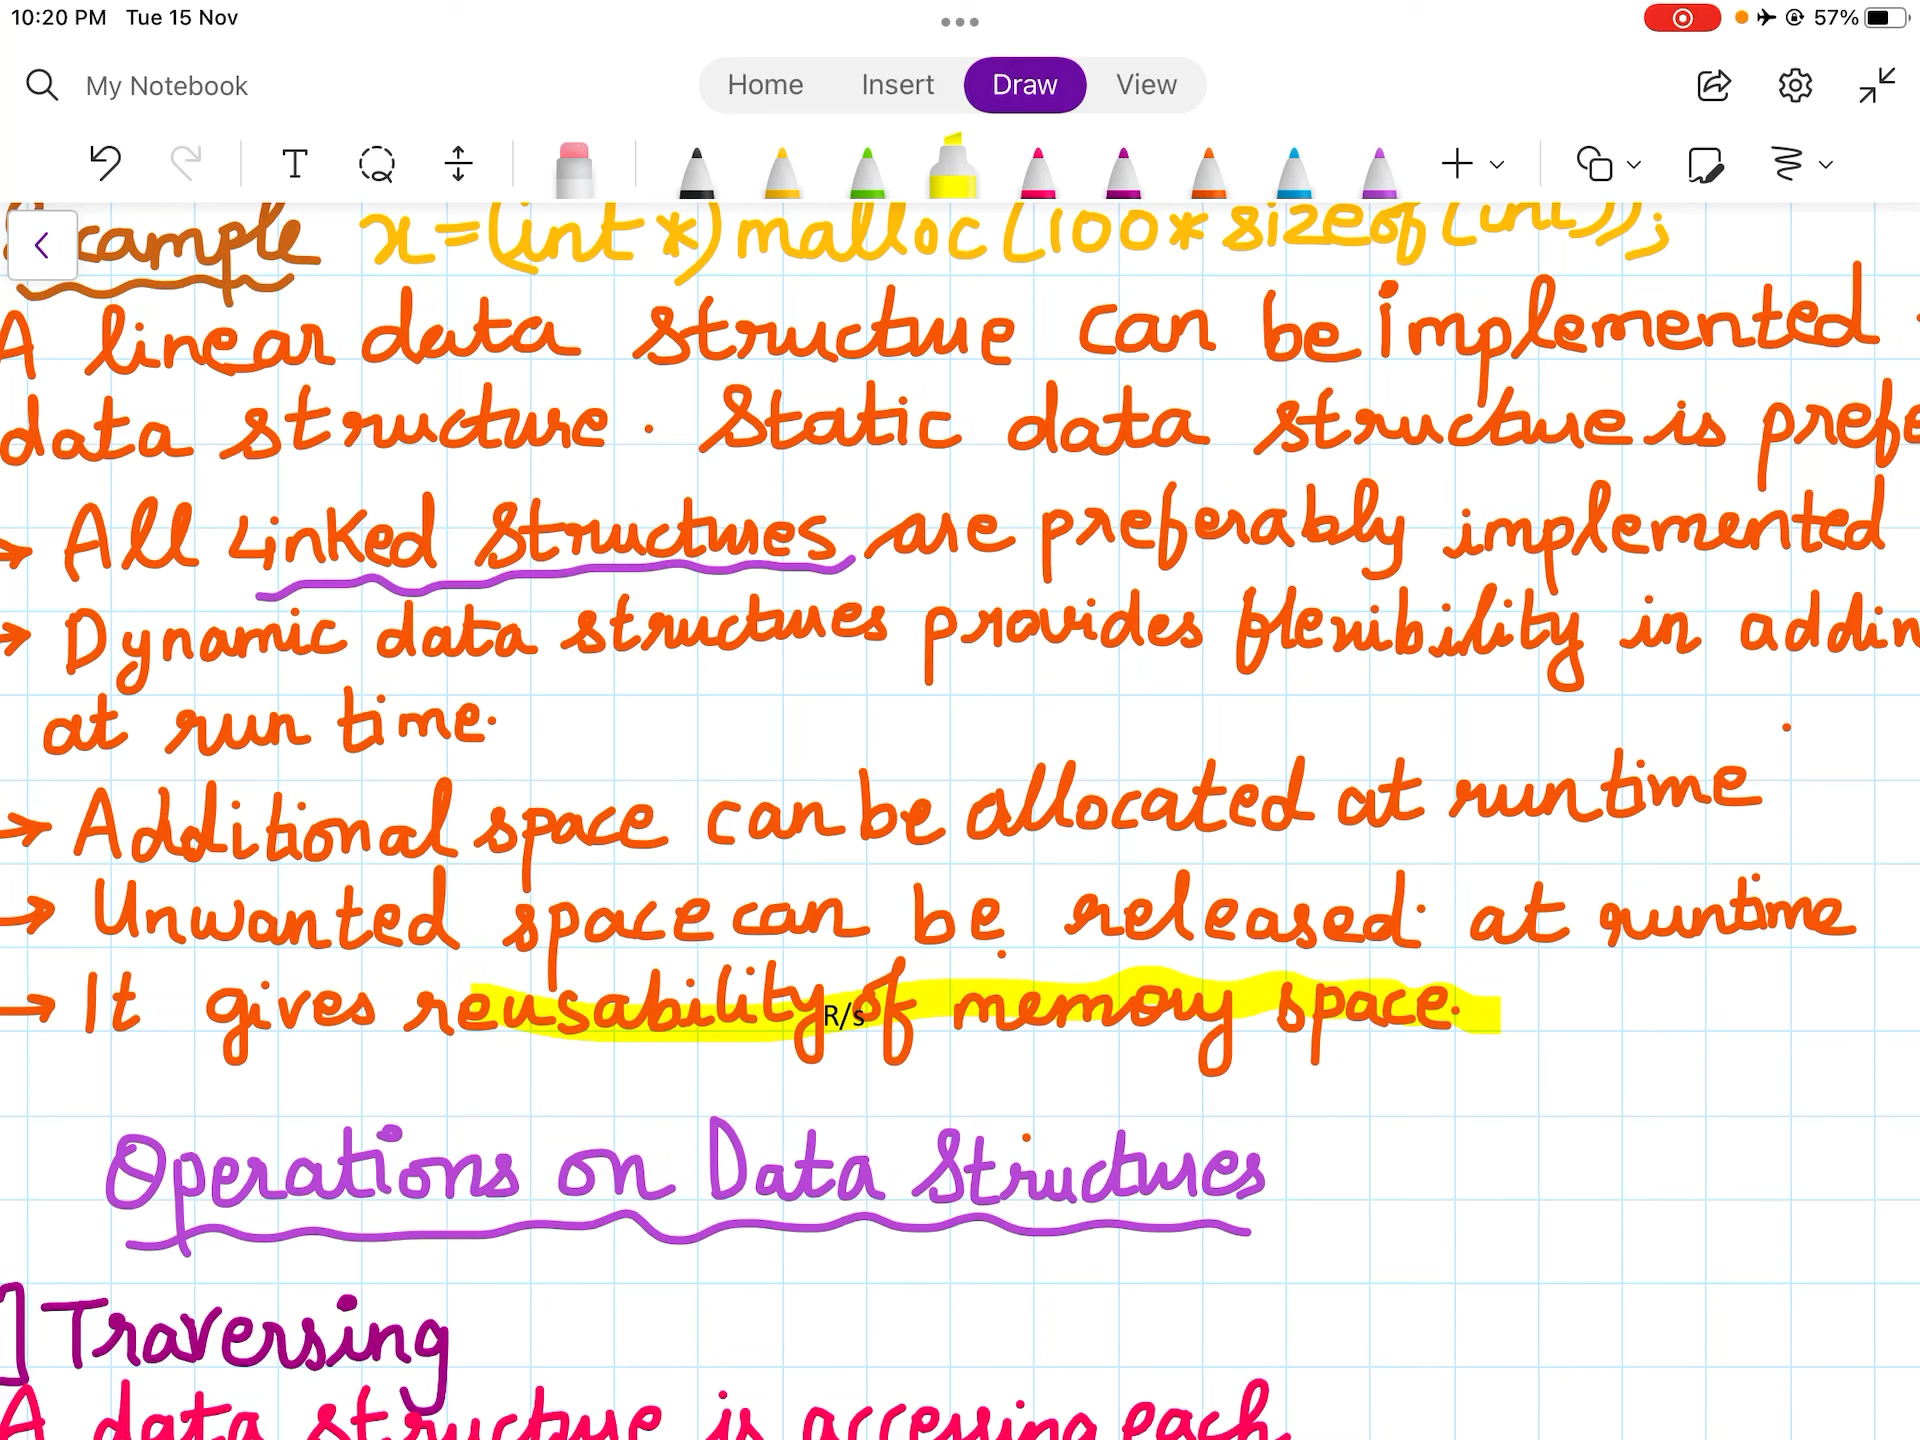 10:20 PM Tue 15 Nov
57%
My Notebook
Home Insert Draw View
T
Example x=(int *) malloc (100* sizeof (int));
A linear data structure can be implemented
data structure. Static data structure is prefe
→ All Linked Structures are preferably implemented
→ Dynamic data structures provides flexibility in addin
at run time.
→ Additional space can be allocated at runtime
→ Unwanted space can be released at runtime
→ It gives reusability of memory space.
R/s
Operations on Data Structures
] Traversing
A data structure is accessing each